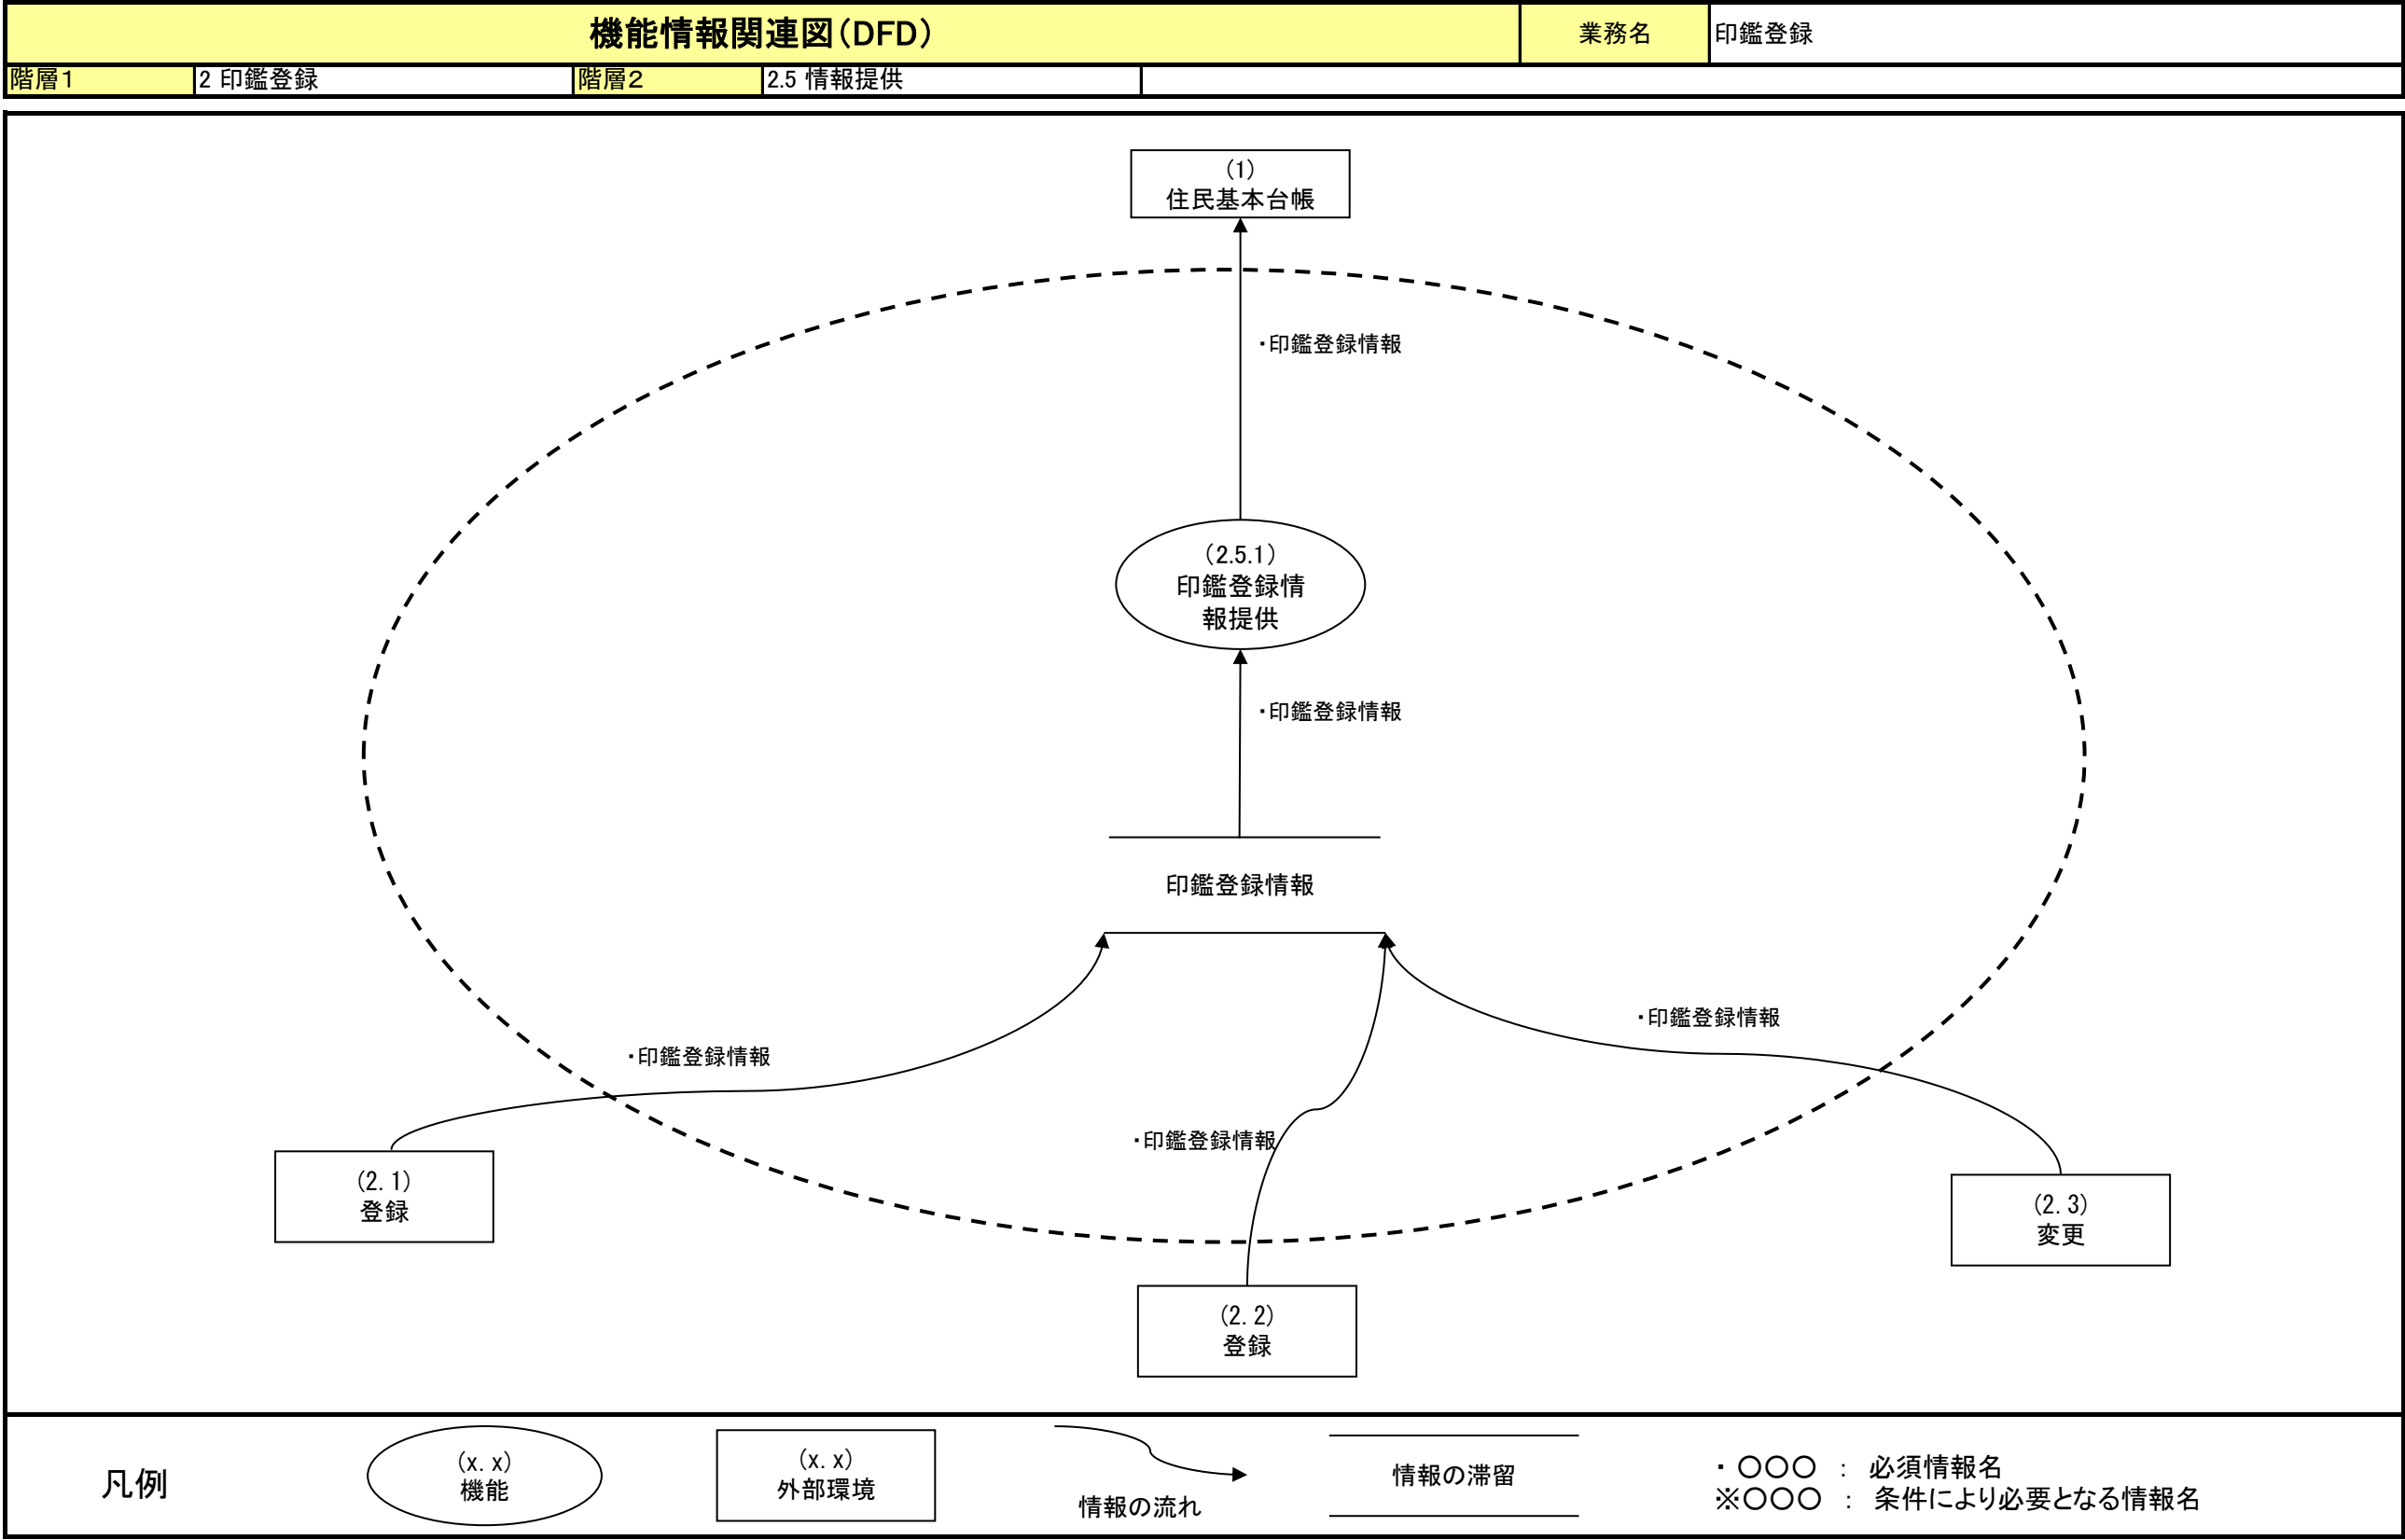 機能情報関連図(DFD)
業務名
印鑑登録
階層1
2 印鑑登録
階層2
2.5 情報提供
(1)
住民基本台帳
・印鑑登録情報
(2.5.1)
印鑑登録情
報提供
・印鑑登録情報
印鑑登録情報
・印鑑登録情報
・印鑑登録情報
・印鑑登録情報
(2.1)
登録
(2.3)
変更
(2.2)
登録
凡例
(x.x)
機能
(x.x)
外部環境
情報の流れ
情報の滞留
・ 〇〇〇 : 必須情報名
※〇〇〇 : 条件により必要となる情報名